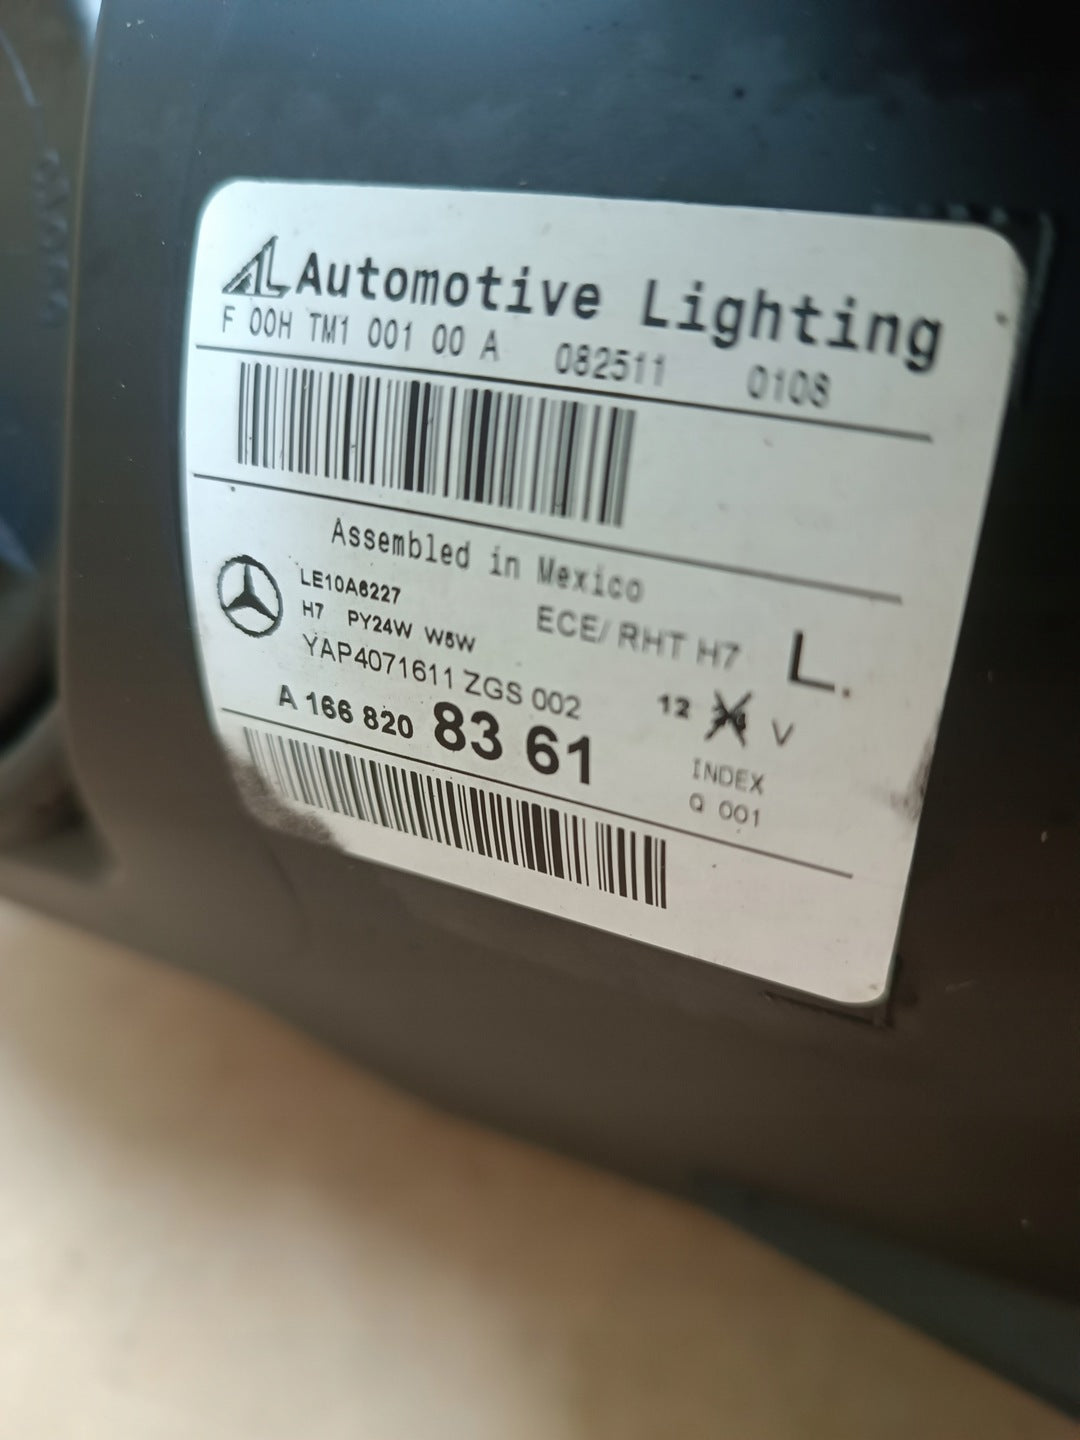 AL Automotive Lighting
F 00H TM1 001 00 A 082511 0108
Assembled in Mexico
LE10A6227
H7 PY24W W5W ECE/ RHT H7 L.
YAP4071611 ZGS 002 12 V
A 166 820 83 61 INDEX
Q 001